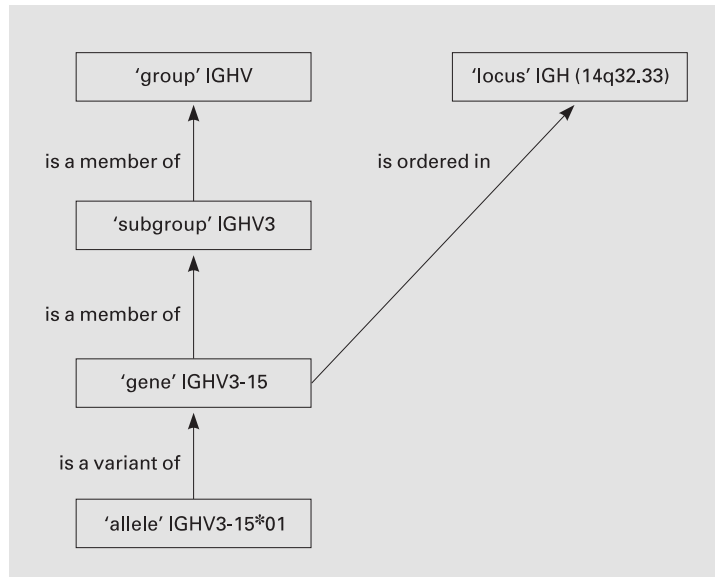 ‘group’ IGHV
‘locus’ IGH (14q32.33)
is a member of
is ordered in
‘subgroup’ IGHV3
is a member of
‘gene’ IGHV3-15
is a variant of
‘allele’ IGHV3-15*01